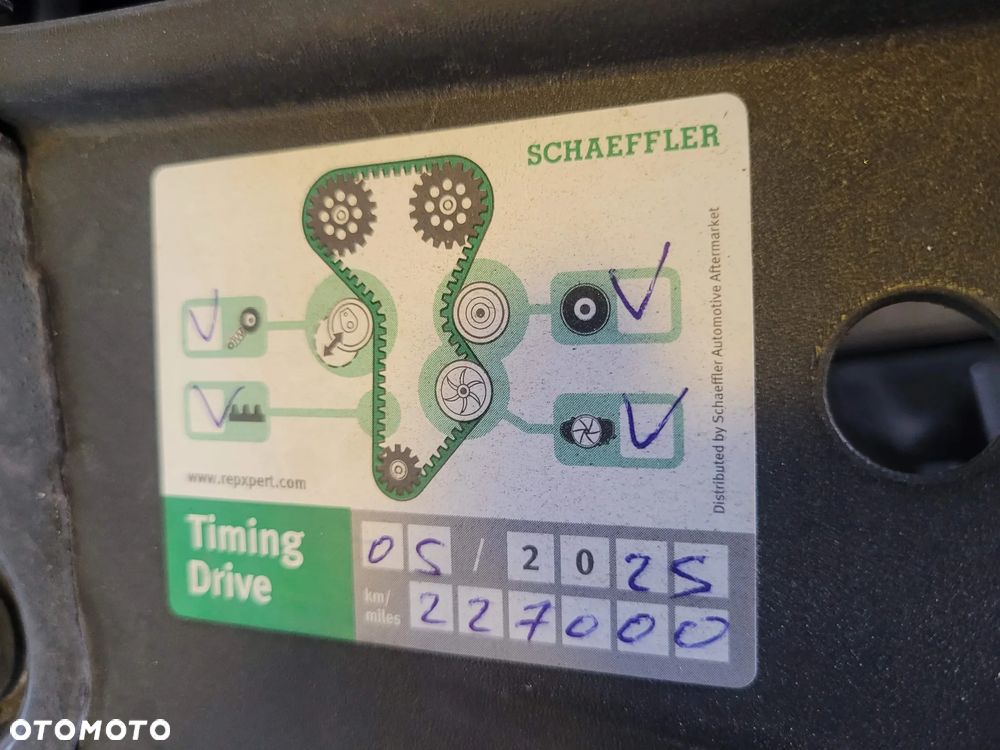 SCHAEFFLER
Distributed by Schaeffler Automotive Aftermarket
www.repxpert.com
Timing
Drive
05 / 2025
km/
miles
227000
OTOMOTO